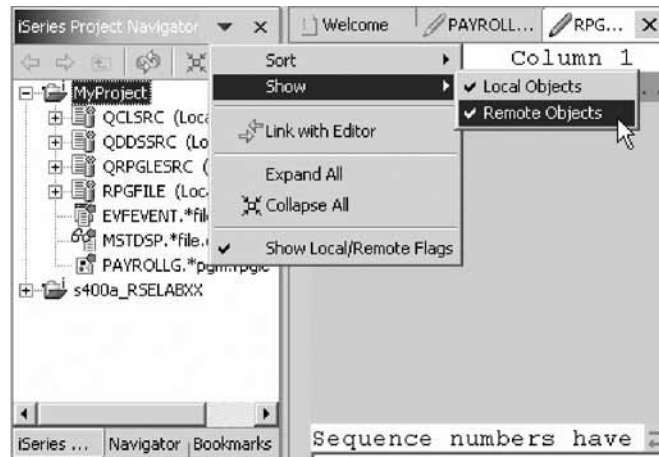 iSeries Project Navigator
Welcome
PAYROLL...
RPG...
Column 1
Sort
Show
Local Objects
Remote Objects
Link with Editor
Expand All
Collapse All
Show Local/Remote Flags
MyProject
QCLSRC (Loca
QDDSSRC (Lo
QRPGLESRC (
RPGFILE (Loc
EVFEVENT.*file
MSTDSP.*file.
PAYROLLG.*pgm.rpgle
s400a_RSELABXX
iSeries ...
Navigator
Bookmarks
Sequence numbers have